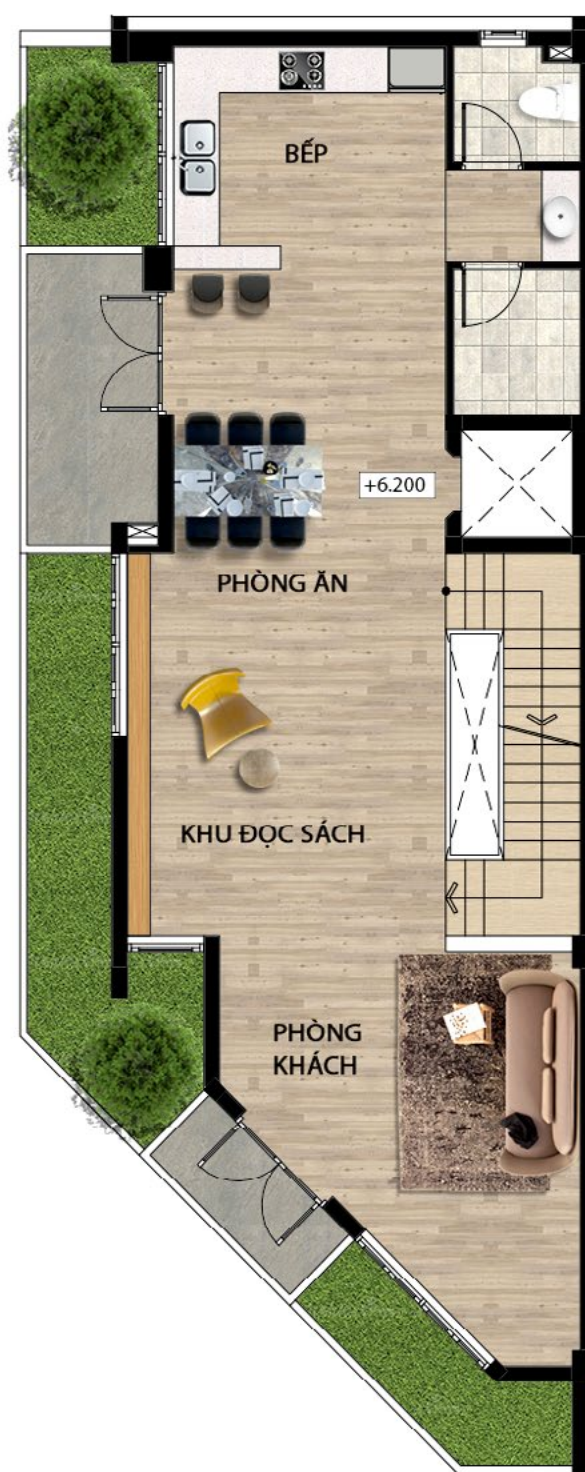 BẾP
+6.200
PHÒNG ĂN
KHU ĐỌC SÁCH
PHÒNG
KHÁCH